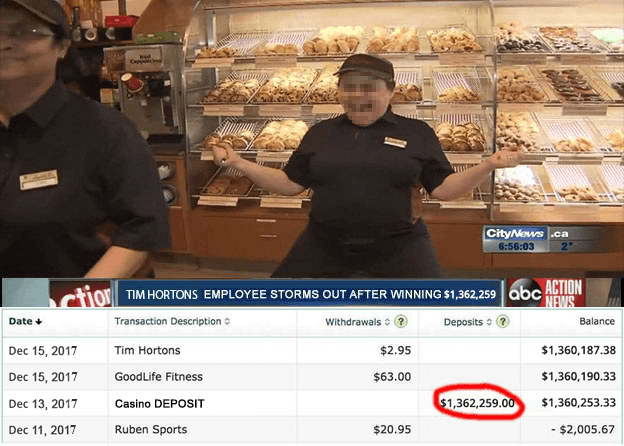 Iced
Cappuccino
CityNews .ca
6:56:03 2°
ction
TIM HORTONS EMPLOYEE STORMS OUT AFTER WINNING $1,362,259
abc ACTION
NEWS
Date Transaction Description Withdrawals ? Deposits ? Balance
Dec 15, 2017 Tim Hortons $2.95 $1,360,187.38
Dec 15, 2017 GoodLife Fitness $63.00 $1,360,190.33
Dec 13, 2017 Casino DEPOSIT $1,362,259.00 $1,360,253.33
Dec 11, 2017 Ruben Sports $20.95 - $2,005.67